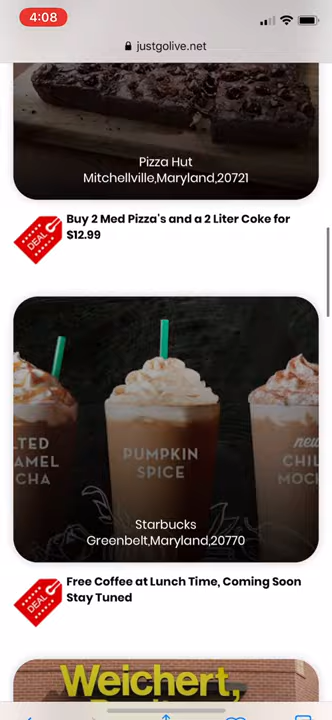 4:08
justgolive.net
Pizza Hut
Mitchellville,Maryland,20721
DEAL
Buy 2 Med Pizza's and a 2 Liter Coke for
$12.99
LTED
AMEL
CHA
PUMPKIN
SPICE
new
CHIL
MOCH
Starbucks
Greenbelt,Maryland,20770
DEAL
Free Coffee at Lunch Time, Coming Soon
Stay Tuned
Weichert,